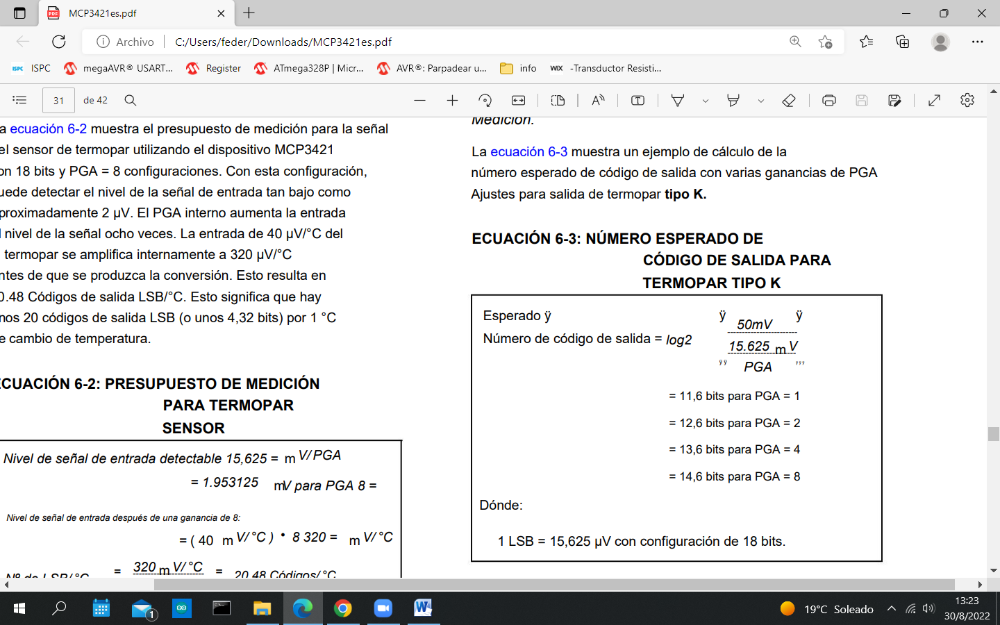 MCP3421es.pdf
Archivo C:/Users/feder/Downloads/MCP3421es.pdf
ISPC megaAVR® USART... Register ATmega328P | Micr... AVR®: Parpadear u... info WIX -Transductor Resisti...
31 de 42
a ecuación 6-2 muestra el presupuesto de medición para la señal
el sensor de termopar utilizando el dispositivo MCP3421
on 18 bits y PGA = 8 configuraciones. Con esta configuración,
uede detectar el nivel de la señal de entrada tan bajo como
proximadamente 2 µV. El PGA interno aumenta la entrada
l nivel de la señal ocho veces. La entrada de 40 µV/°C del
termopar se amplifica internamente a 320 µV/°C
ntes de que se produzca la conversión. Esto resulta en
0.48 Códigos de salida LSB/°C. Esto significa que hay
nos 20 códigos de salida LSB (o unos 4,32 bits) por 1 °C
e cambio de temperatura.
ECUACIÓN 6-2: PRESUPUESTO DE MEDICIÓN
PARA TERMOPAR
SENSOR
Nivel de señal de entrada detectable 15,625 = m V/PGA
= 1.953125 mV para PGA 8 =
Nivel de señal de entrada después de una ganancia de 8:
= ( 40 m V/°C ) • 8 320 = m V/°C
Nº de LSB/°C = 320 m V/°C = 20.48 Códigos/°C
Medición.
La ecuación 6-3 muestra un ejemplo de cálculo de la
número esperado de código de salida con varias ganancias de PGA
Ajustes para salida de termopar tipo K.
ECUACIÓN 6-3: NÚMERO ESPERADO DE
CÓDIGO DE SALIDA PARA
TERMOPAR TIPO K
Esperado ÿ
Número de código de salida = log2
ÿ 50mV ÿ
15.625 m V
ÿ ÿ PGA ÿ ÿ ÿ
= 11,6 bits para PGA = 1
= 12,6 bits para PGA = 2
= 13,6 bits para PGA = 4
= 14,6 bits para PGA = 8
Dónde:
1 LSB = 15,625 µV con configuración de 18 bits.
1
19°C Soleado
13:23
30/8/2022